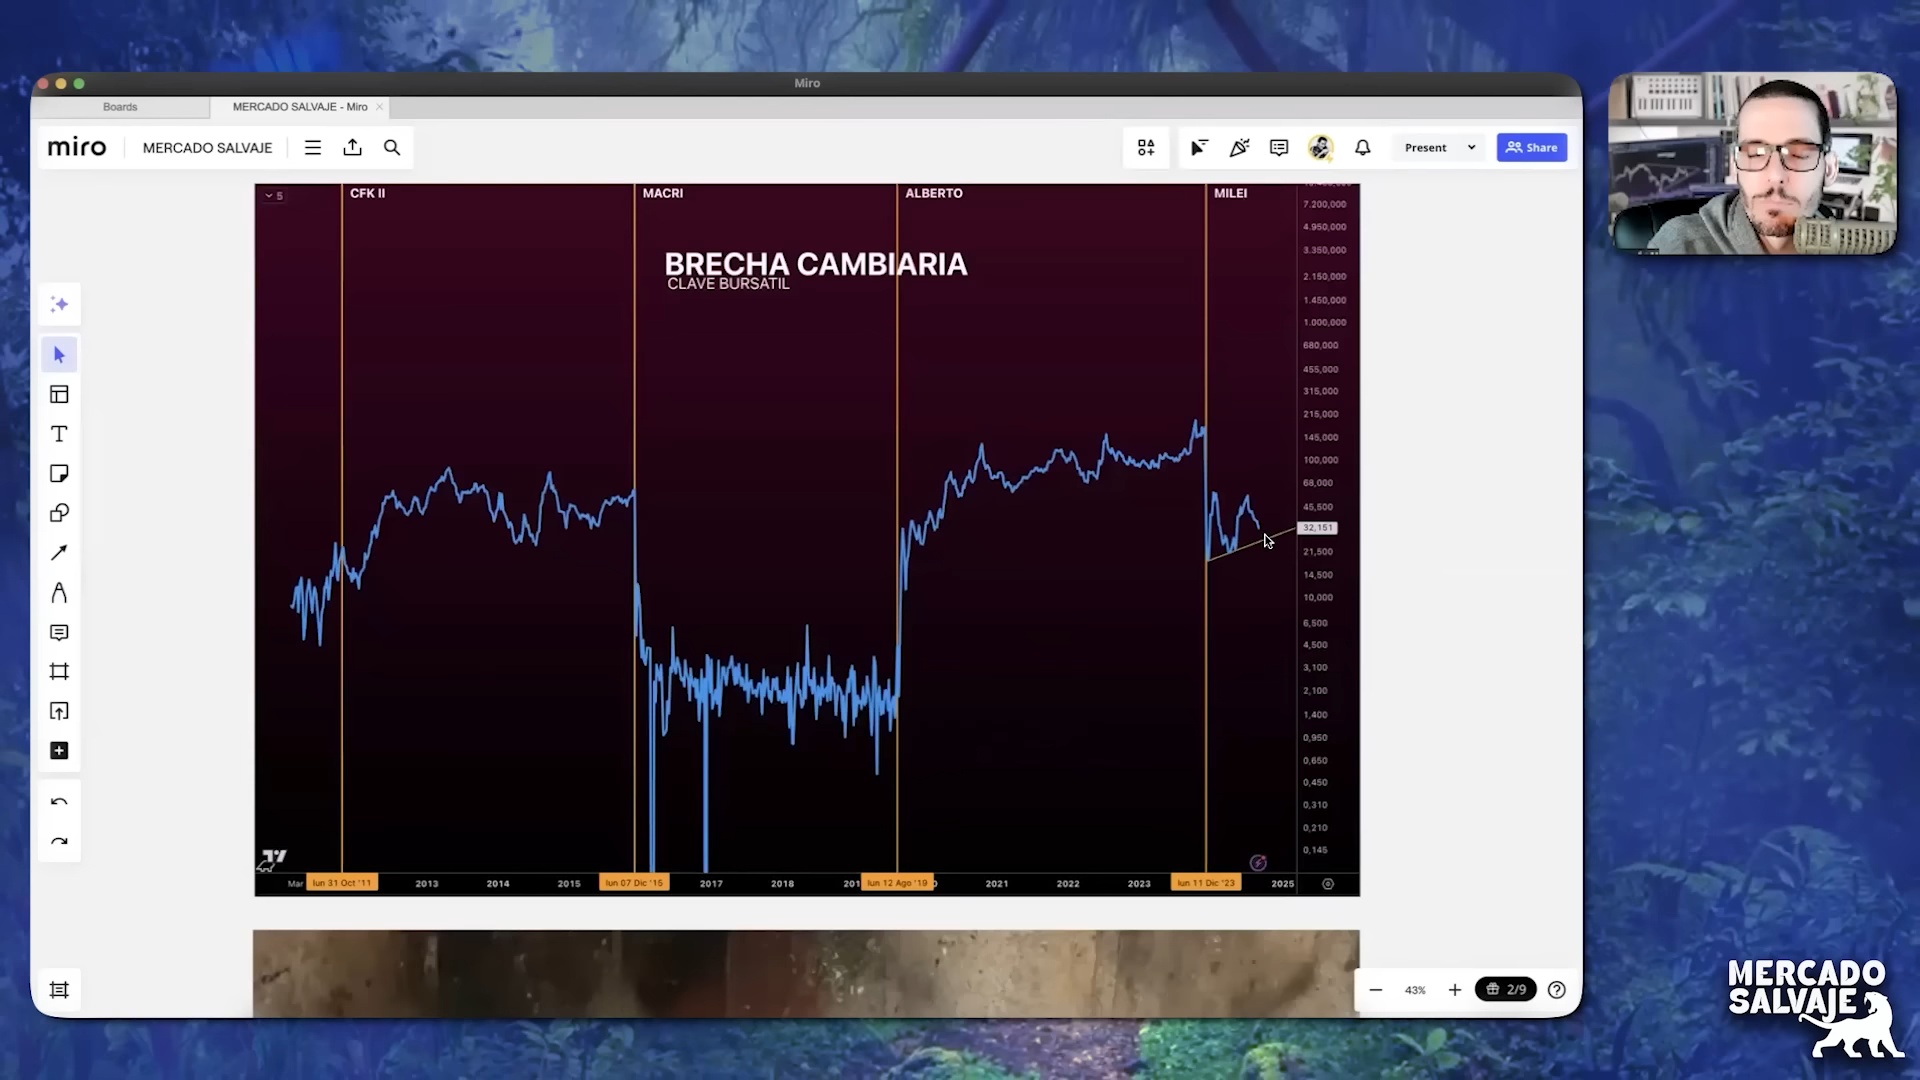 Miro
Boards
MERCADO SALVAJE - Miro
miro
MERCADO SALVAJE
Present
Share
5
CFK II
MACRI
ALBERTO
MILEI
BRECHA CAMBIARIA
CLAVE BURSATIL
7.200,000
4.950,000
3.350,000
2.150,000
1.450,000
1.000,000
680,000
455,000
315,000
215,000
145,000
100,000
68,000
45,500
32,151
21,500
14,500
10,000
6,500
4,500
3,100
2,100
1,400
0,950
0,650
0,450
0,310
0,210
0,145
Mar
lun 31 Oct '11
2013
2014
2015
lun 07 Dic '15
2017
2018
201
lun 12 Ago '19
2021
2022
2023
lun 11 Dic '23
2025
43%
2/9
MERCADO
SALVAJE